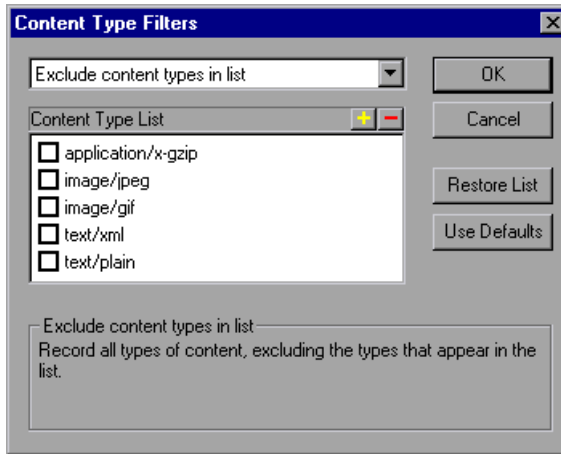 Content Type Filters
Exclude content types in list
OK
Content Type List
Cancel
application/x-gzip
image/jpeg
Restore List
image/gif
text/xml
Use Defaults
text/plain
Exclude content types in list
Record all types of content, excluding the types that appear in the
list.